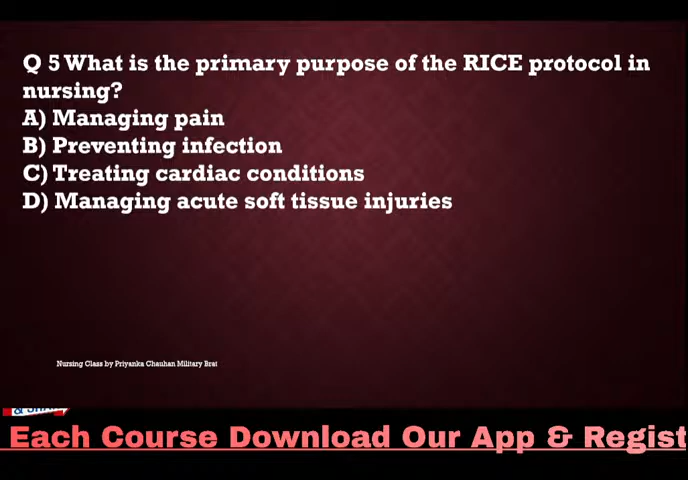 Q 5 What is the primary purpose of the RICE protocol in
nursing?
A) Managing pain
B) Preventing infection
C) Treating cardiac conditions
D) Managing acute soft tissue injuries
Nursing Class by Priyanka Chauhan Military Brat
Each Course Download Our App & Regist